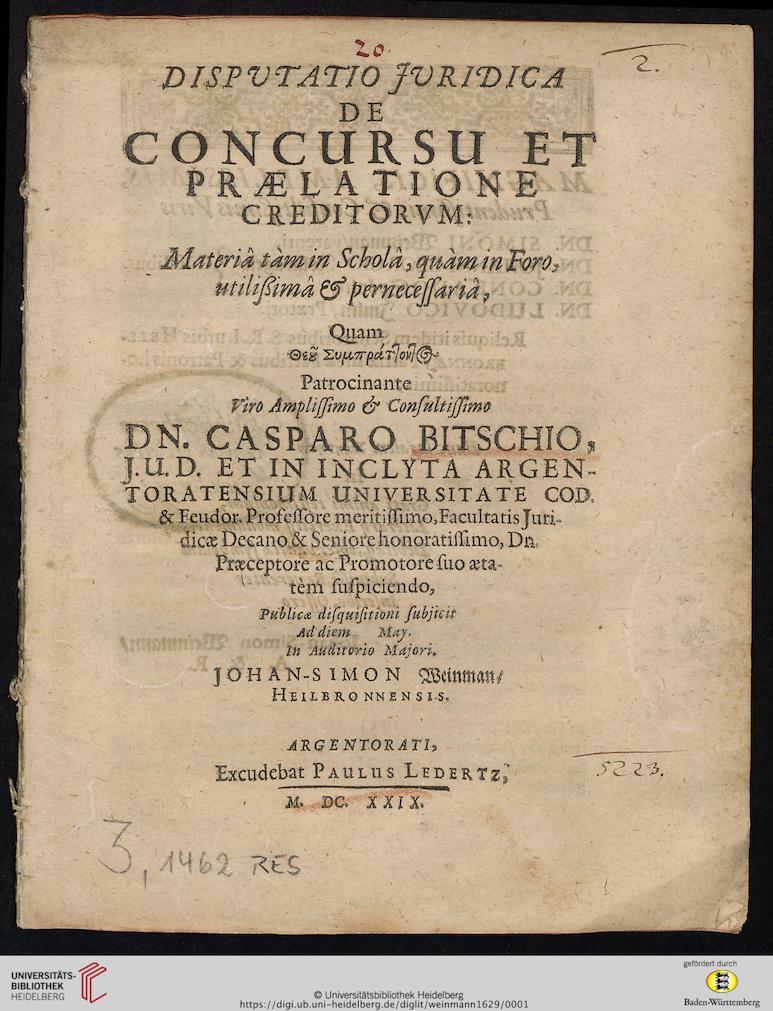 20.
2.
DISPVTATIO JVRIDICA
DE
CONCURSU ET
PRÆLATIONE
CREDITORVM:
Materiâ tàm in Scholâ, quàm in Foro,
utilißimâ & pernecessariâ,
Quam
Patrocinante
Viro Amplissimo & Consultissimo
DN. CASPARO BITSCHIO,
J.U.D. ET IN INCLYTA ARGEN-
TORATENSIUM UNIVERSITATE COD.
& Feudor. Professore meritissimo, Facultatis Juri-
dicæ Decano & Seniore honoratissimo, Dn.
Præceptore ac Promotore suo æta-
tèm suspiciendo,
Publicæ disquisitioni subjicit
Ad diem May.
In Auditorio Majori.
JOHAN-SIMON Weinman/
HEILBRONNENSIS.
ARGENTORATI,
Excudebat PAULUS LEDERTZ,
M. DC. XXIX.
5223.
3, 1462 RES
UNIVERSITÄTS-
BIBLIOTHEK
HEIDELBERG
© Universitätsbibliothek Heidelberg
https://digi.ub.uni-heidelberg.de/diglit/weinmann1629/0001
gefördert durch
Baden-Württemberg